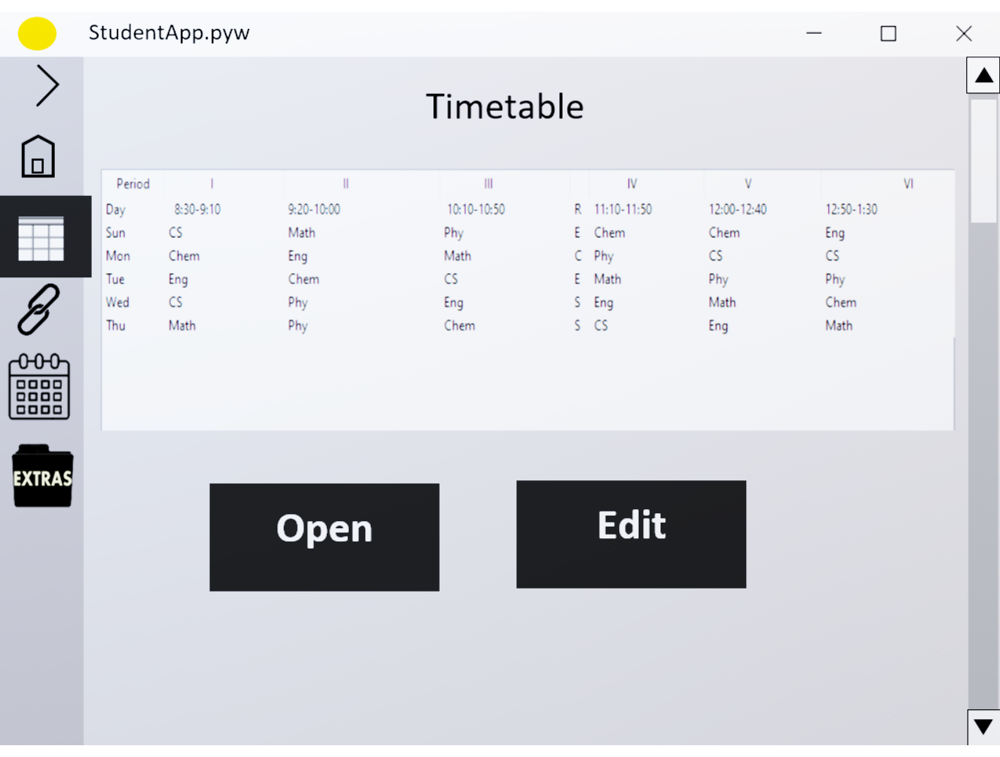 StudentApp.pyw
Timetable
Period I II III IV V VI
Day 8:30-9:10 9:20-10:00 10:10-10:50 R 11:10-11:50 12:00-12:40 12:50-1:30
Sun CS Math Phy E Chem Chem Eng
Mon Chem Eng Math C Phy CS CS
Tue Eng Chem CS E Math Phy Phy
Wed CS Phy Eng S Eng Math Chem
Thu Math Phy Chem S CS Eng Math
EXTRAS
Open Edit